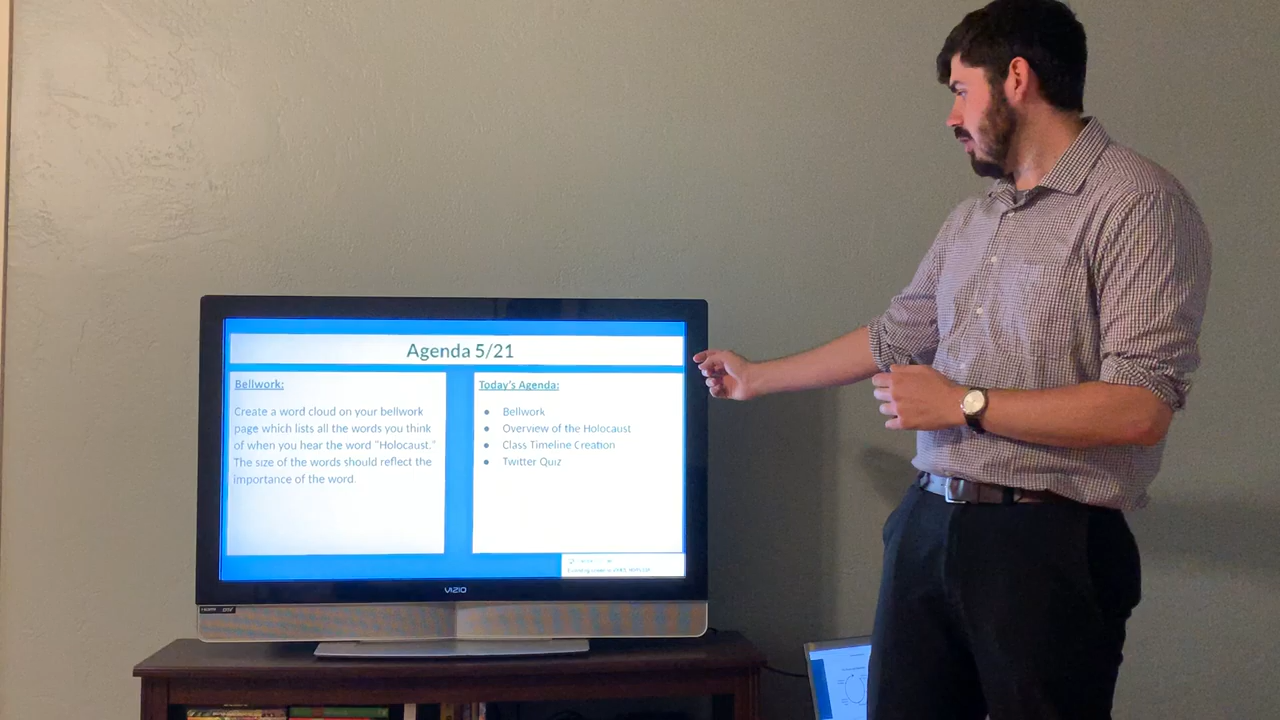 Agenda 5/21
Bellwork:
Create a word cloud on your bellwork
page which lists all the words you think
of when you hear the word "Holocaust."
The size of the words should reflect the
importance of the word.
Today's Agenda:
● Bellwork
● Overview of the Holocaust
● Class Timeline Creation
● Twitter Quiz
VIZIO
HDMI